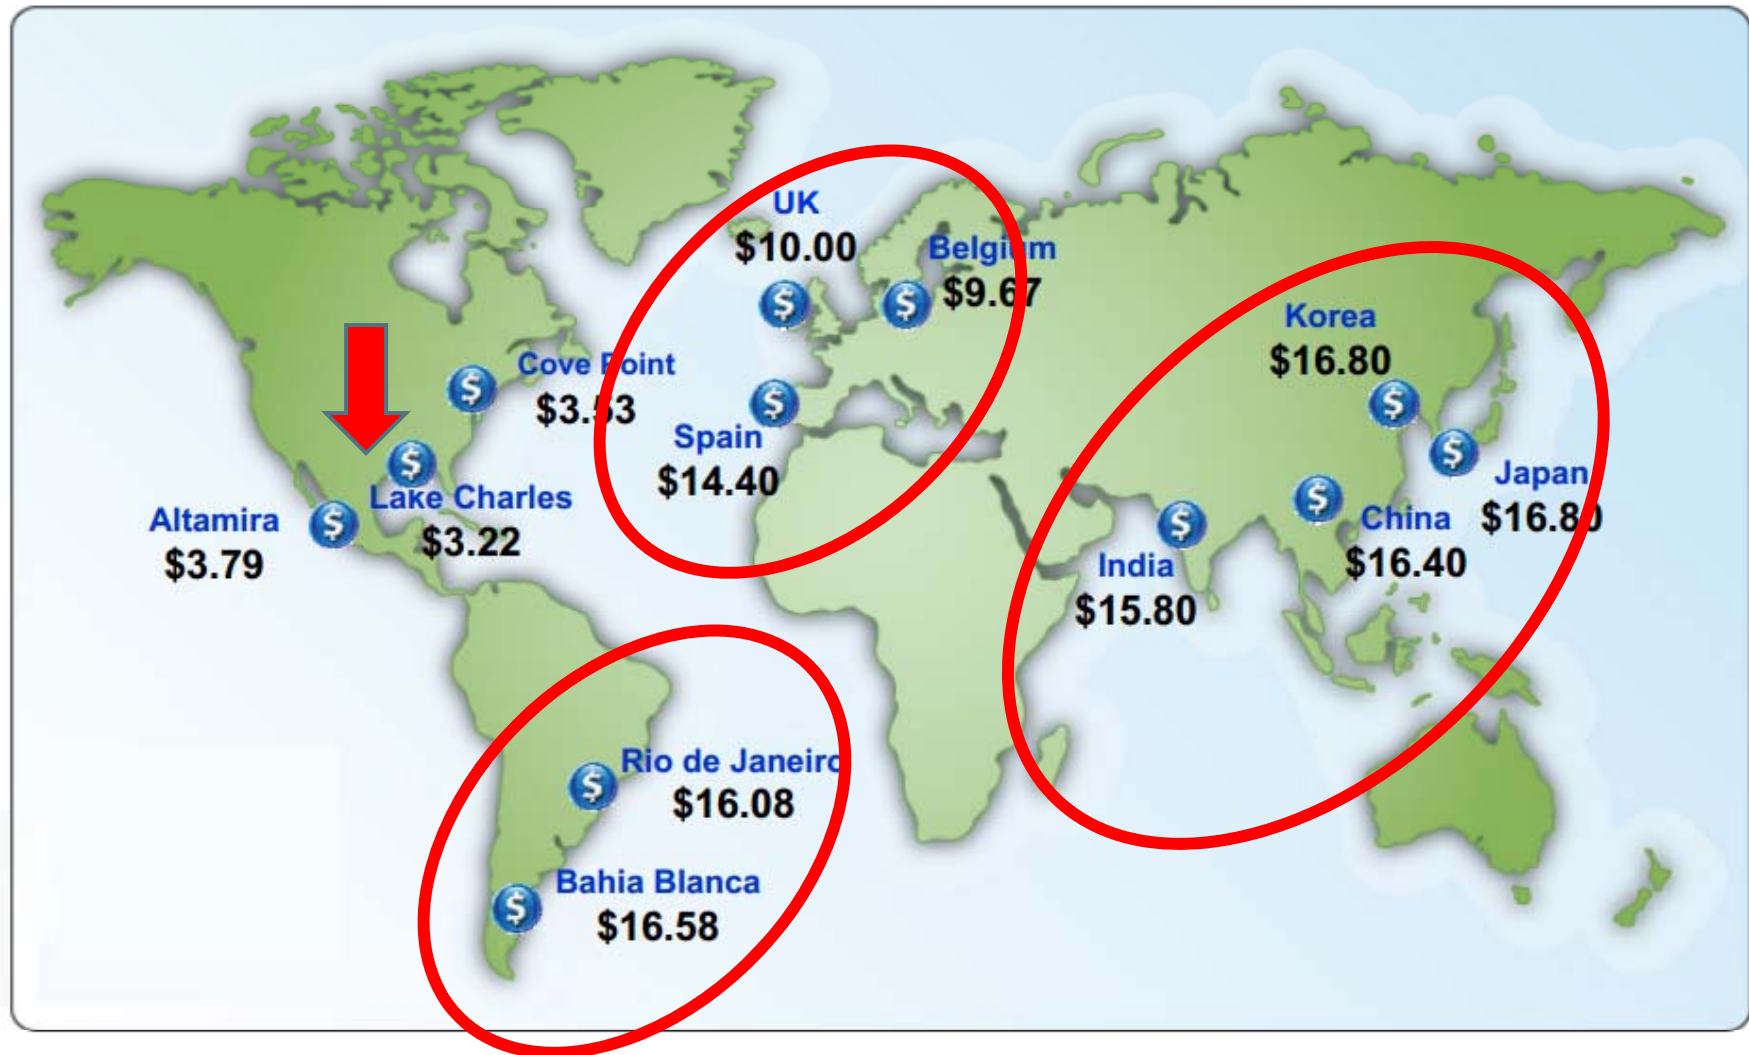 UK
$10.00
Belgium
$9.67
Korea
$16.80
Cove Point
$3.53
Spain
$14.40
Japan
$16.80
Lake Charles
$3.22
Altamira
$3.79
China
$16.40
India
$15.80
Rio de Janeiro
$16.08
Bahia Blanca
$16.58